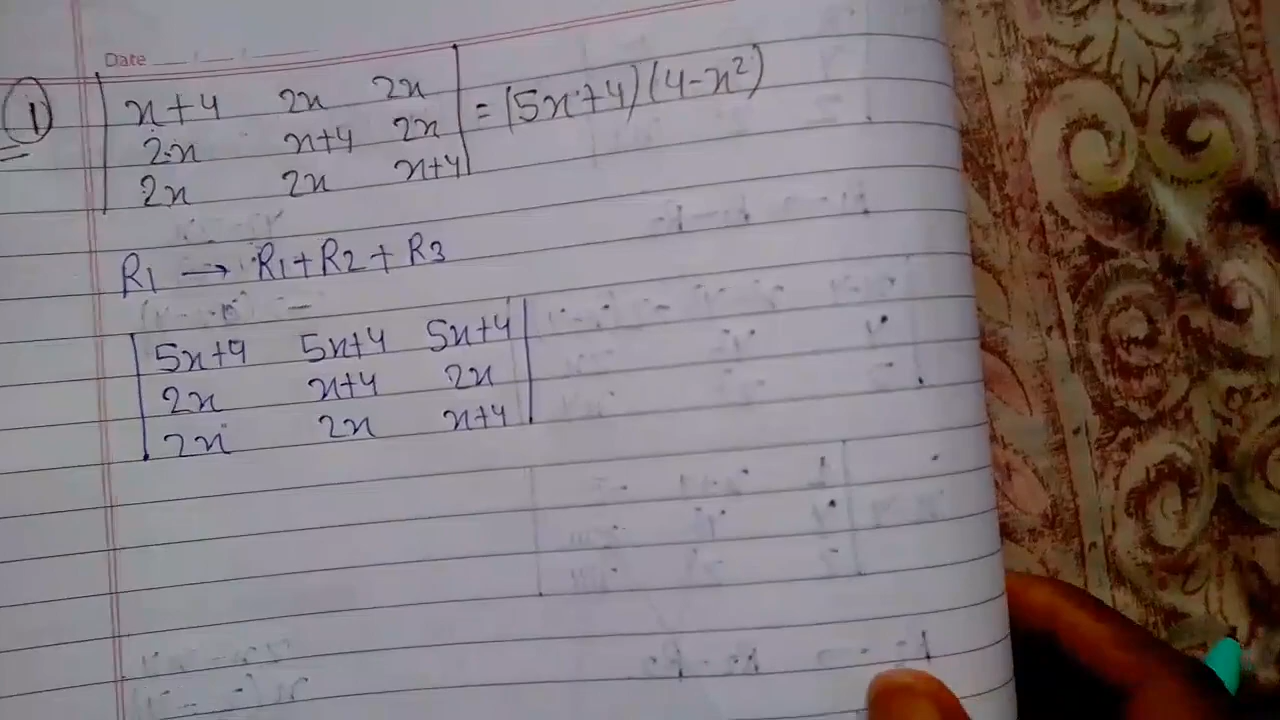 Date
1 | x+4 2x 2x | = (5x+4)(4-x²)
| 2x x+4 2x |
| 2x 2x x+4 |
R1 → R1+R2+R3
| 5x+4 5x+4 5x+4 |
| 2x x+4 2x |
| 2x 2x x+4 |